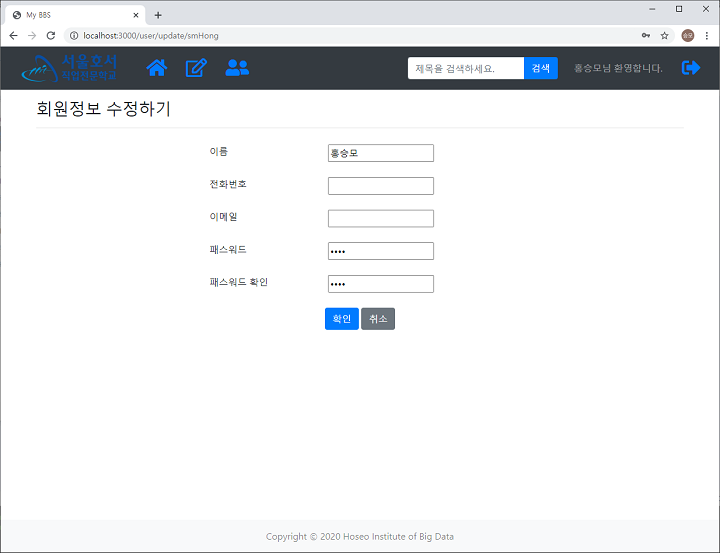 My BBS
localhost:3000/user/update/smHong
서울호서
직업전문학교
제목을 검색하세요.
검색
홍승모님 환영합니다.
회원정보 수정하기
이름
홍승모
전화번호
이메일
패스워드
••••
패스워드 확인
••••
확인 취소
Copyright © 2020 Hoseo Institute of Big Data